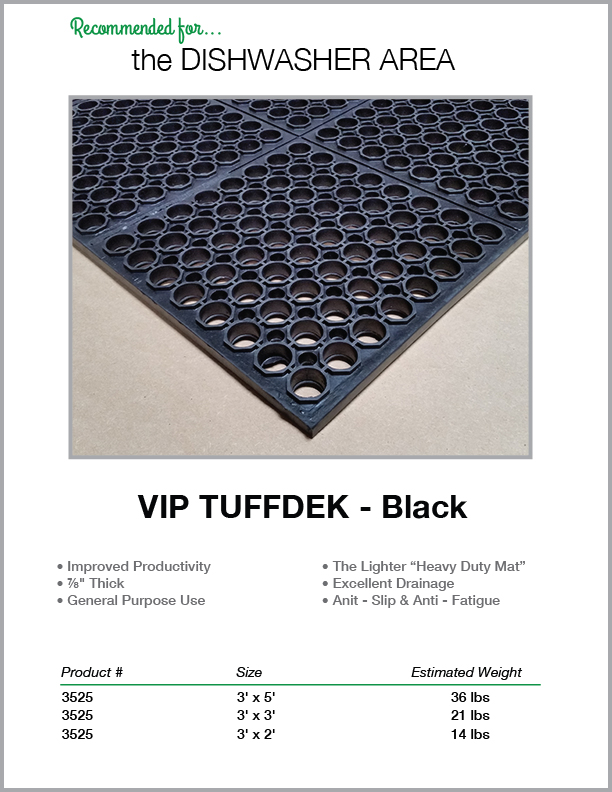 Recommended for...
the DISHWASHER AREA
VIP TUFFDEK - Black
• Improved Productivity
• ⅞" Thick
• General Purpose Use
• The Lighter “Heavy Duty Mat”
• Excellent Drainage
• Anit - Slip & Anti - Fatigue
Product # Size Estimated Weight
3525 3' x 5' 36 lbs
3525 3' x 3' 21 lbs
3525 3' x 2' 14 lbs